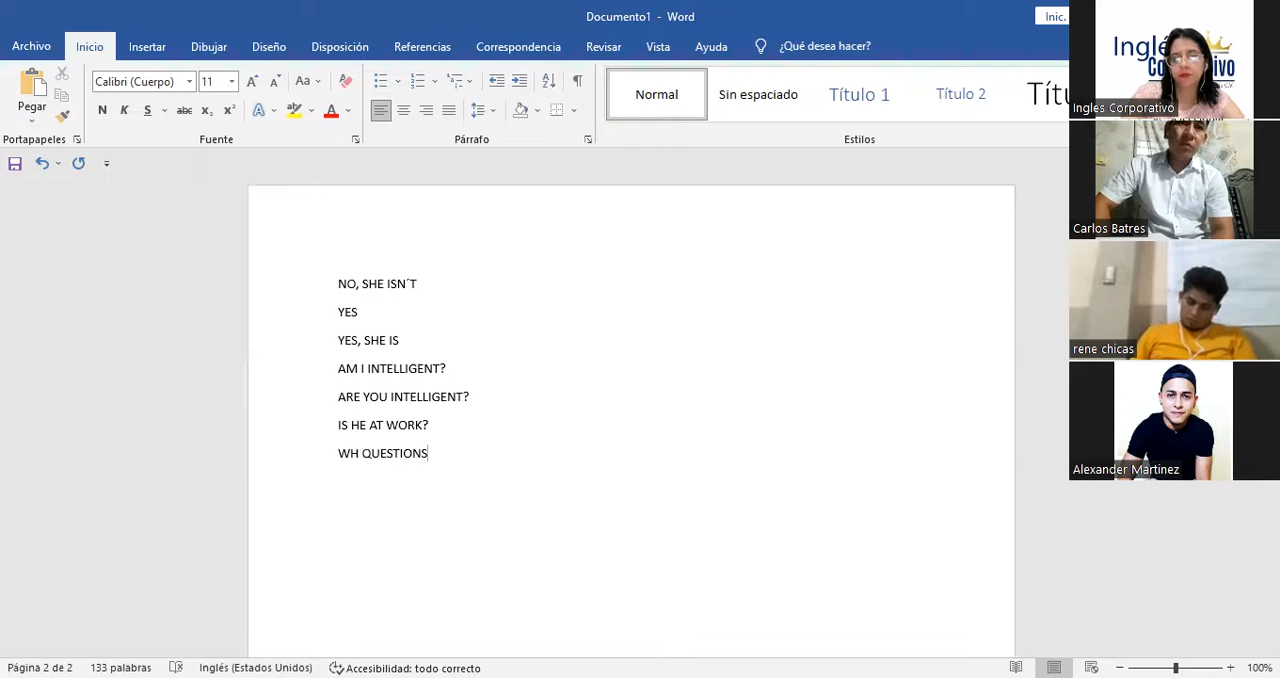 Documento1 - Word
Inic.
Archivo
Inicio
Insertar
Dibujar
Diseño
Disposición
Referencias
Correspondencia
Revisar
Vista
Ayuda
¿Qué desea hacer?
Pegar
Calibri (Cuerpo)
11
Aa
Normal
Sin espaciado
Título 1
Título 2
Portapapeles
Fuente
Párrafo
Estilos
NO, SHE ISN´T
YES
YES, SHE IS
AM I INTELLIGENT?
ARE YOU INTELLIGENT?
IS HE AT WORK?
WH QUESTIONS
Ingles Corporativo
Carlos Batres
rene chicas
Alexander Martinez
Página 2 de 2
133 palabras
Inglés (Estados Unidos)
Accesibilidad: todo correcto
100%